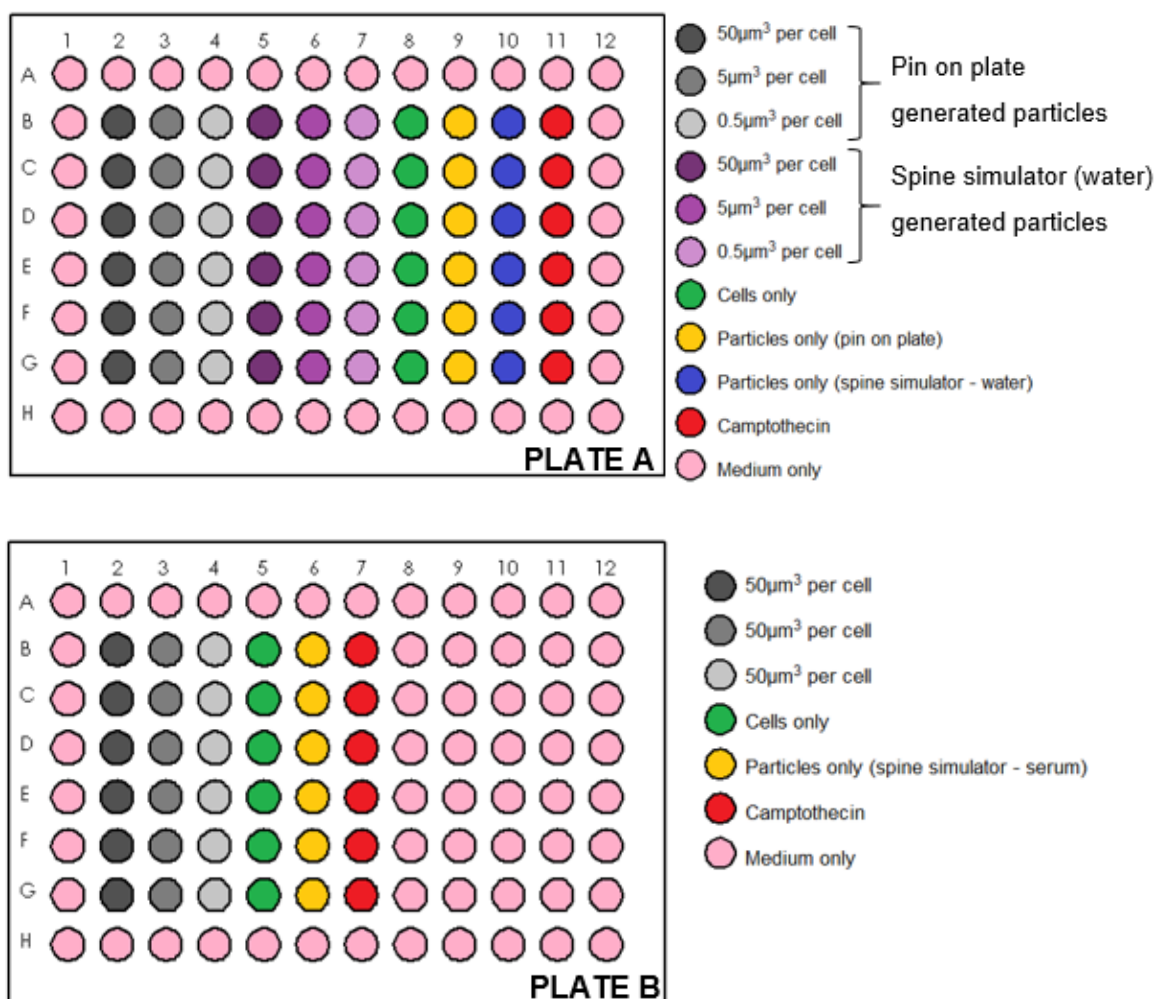 1 2 3 4 5 6 7 8 9 10 11 12
A
B
C
D
E
F
G
H
PLATE A
50µm³ per cell
5µm³ per cell
0.5µm³ per cell
Pin on plate
generated particles
50µm³ per cell
5µm³ per cell
0.5µm³ per cell
Spine simulator (water)
generated particles
Cells only
Particles only (pin on plate)
Particles only (spine simulator - water)
Camptothecin
Medium only
1 2 3 4 5 6 7 8 9 10 11 12
A
B
C
D
E
F
G
H
PLATE B
50µm³ per cell
50µm³ per cell
50µm³ per cell
Cells only
Particles only (spine simulator - serum)
Camptothecin
Medium only